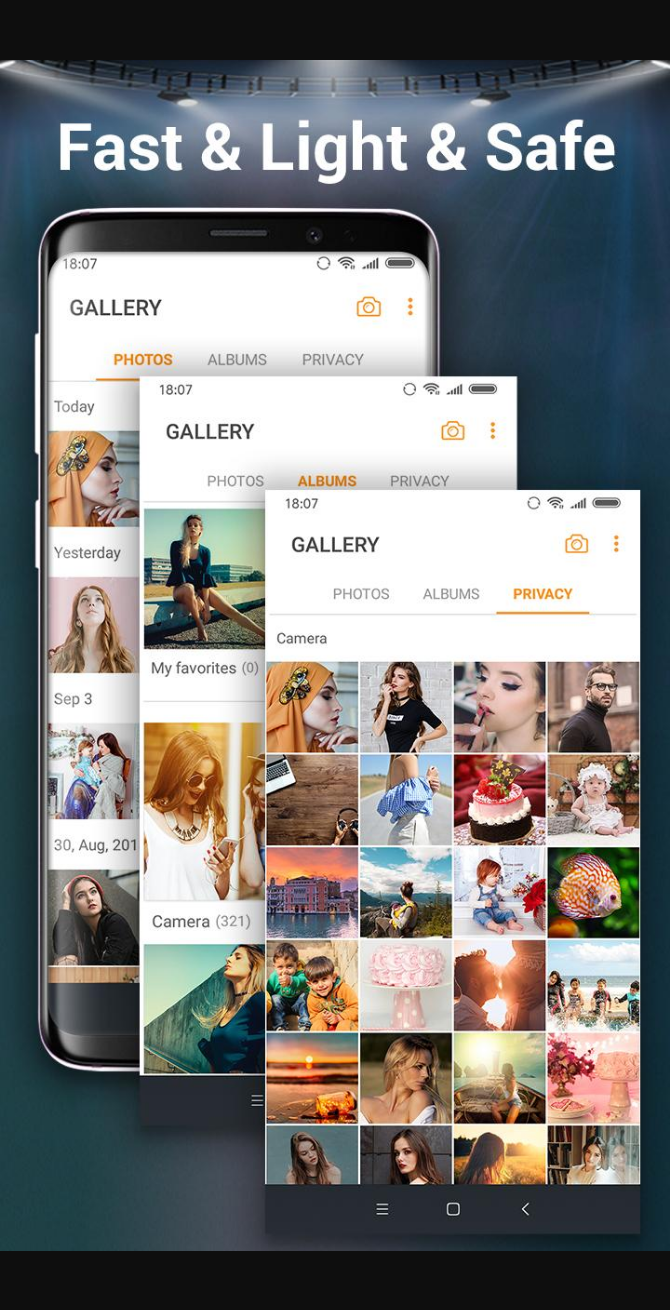 Fast & Light & Safe
18:07
GALLERY
PHOTOS ALBUMS PRIVACY
Today
Yesterday
Sep 3
30, Aug, 201
18:07
GALLERY
PHOTOS ALBUMS PRIVACY
My favorites (0)
Camera (321)
18:07
GALLERY
PHOTOS ALBUMS PRIVACY
Camera